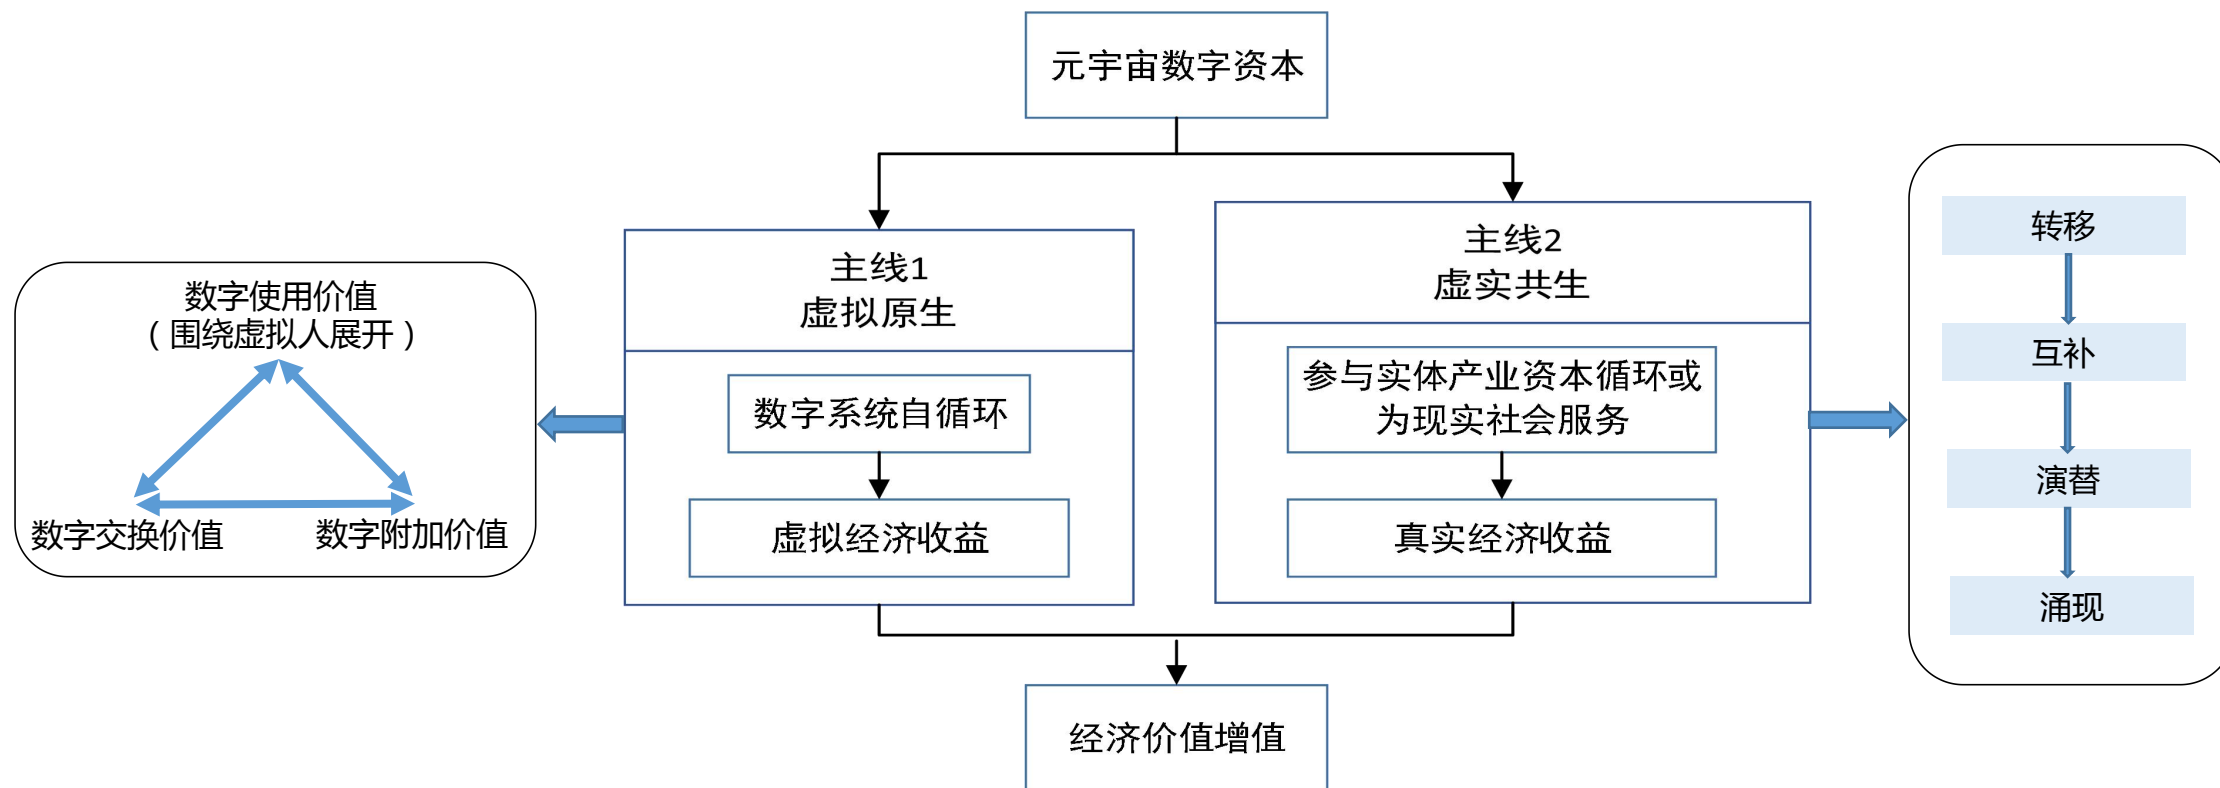 元宇宙数字资本
主线1
虚拟原生
数字系统自循环
虚拟经济收益
主线2
虚实共生
参与实体产业资本循环或
为现实社会服务
真实经济收益
数字使用价值
（围绕虚拟人展开）
数字交换价值
数字附加价值
转移
互补
演替
涌现
经济价值增值